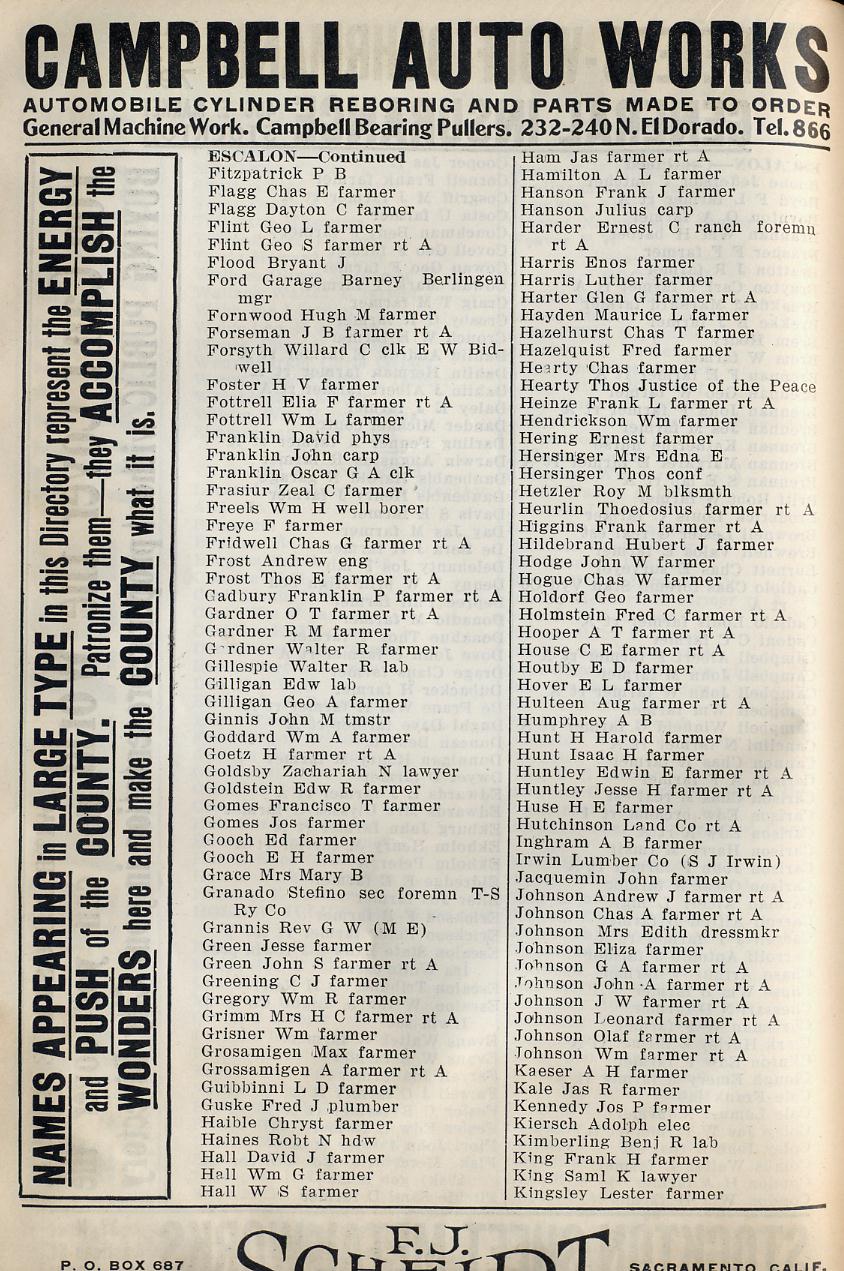 CAMPBELL AUTO WORKS
AUTOMOBILE CYLINDER REBORING AND PARTS MADE TO ORDER
General Machine Work. Campbell Bearing Pullers. 232-240 N. El Dorado. Tel. 866
NAMES APPEARING in LARGE TYPE in this Directory represent the ENERGY
and PUSH of the COUNTY. Patronize them—they ACCOMPLISH the
WONDERS here and make the COUNTY what it is.
ESCALON—Continued
Fitzpatrick P B
Flagg Chas E farmer
Flagg Dayton C farmer
Flint Geo L farmer
Flint Geo S farmer rt A
Flood Bryant J
Ford Garage Barney Berlingen
mgr
Fornwood Hugh M farmer
Forseman J B farmer rt A
Forsyth Willard C clk E W Bid-
well
Foster H V farmer
Fottrell Elia F farmer rt A
Fottrell Wm L farmer
Franklin David phys
Franklin John carp
Franklin Oscar G A clk
Frasiur Zeal C farmer
Freels Wm H well borer
Freye F farmer
Fridwell Chas G farmer rt A
Frost Andrew eng
Frost Thos E farmer rt A
Gadbury Franklin P farmer rt A
Gardner O T farmer rt A
Gardner R M farmer
Gardner Walter R farmer
Gillespie Walter R lab
Gilligan Edw lab
Gilligan Geo A farmer
Ginnis John M tmstr
Goddard Wm A farmer
Goetz H farmer rt A
Goldsby Zachariah N lawyer
Goldstein Edw R farmer
Gomes Francisco T farmer
Gomes Jos farmer
Gooch Ed farmer
Gooch E H farmer
Grace Mrs Mary B
Granado Stefino sec foremn T-S
Ry Co
Grannis Rev G W (M E)
Green Jesse farmer
Green John S farmer rt A
Greening C J farmer
Gregory Wm R farmer
Grimm Mrs H C farmer rt A
Grisner Wm farmer
Grosamigen Max farmer
Grossamigen A farmer rt A
Guibbinni L D farmer
Guske Fred J plumber
Haible Chryst farmer
Haines Robt N hdw
Hall David J farmer
Hall Wm G farmer
Hall W S farmer
Ham Jas farmer rt A
Hamilton A L farmer
Hanson Frank J farmer
Hanson Julius carp
Harder Ernest C ranch foremn
rt A
Harris Enos farmer
Harris Luther farmer
Harter Glen G farmer rt A
Hayden Maurice L farmer
Hazelhurst Chas T farmer
Hazelquist Fred farmer
Hearty Chas farmer
Hearty Thos Justice of the Peace
Heinze Frank L farmer rt A
Hendrickson Wm farmer
Hering Ernest farmer
Hersinger Mrs Edna E
Hersinger Thos conf
Hetzler Roy M blksmth
Heurlin Thoedosius farmer rt A
Higgins Frank farmer rt A
Hildebrand Hubert J farmer
Hodge John W farmer
Hogue Chas W farmer
Holdorf Geo farmer
Holmstein Fred C farmer rt A
Hooper A T farmer rt A
House C E farmer rt A
Houtby E D farmer
Hover E L farmer
Hulteen Aug farmer rt A
Humphrey A B
Hunt H Harold farmer
Hunt Isaac H farmer
Huntley Edwin E farmer rt A
Huntley Jesse H farmer rt A
Huse H E farmer
Hutchinson Land Co rt A
Inghram A B farmer
Irwin Lumber Co (S J Irwin)
Jacquemin John farmer
Johnson Andrew J farmer rt A
Johnson Chas A farmer rt A
Johnson Mrs Edith dressmkr
Johnson Eliza farmer
Johnson G A farmer rt A
Johnson John A farmer rt A
Johnson J W farmer rt A
Johnson Leonard farmer rt A
Johnson Olaf farmer rt A
Johnson Wm farmer rt A
Kaeser A H farmer
Kale Jas R farmer
Kennedy Jos P farmer
Kiersch Adolph elec
Kimberling Benj R lab
King Frank H farmer
King Saml K lawyer
Kingsley Lester farmer
F. J.
SCHEIDT
P. O. BOX 687
SACRAMENTO, CALIF.